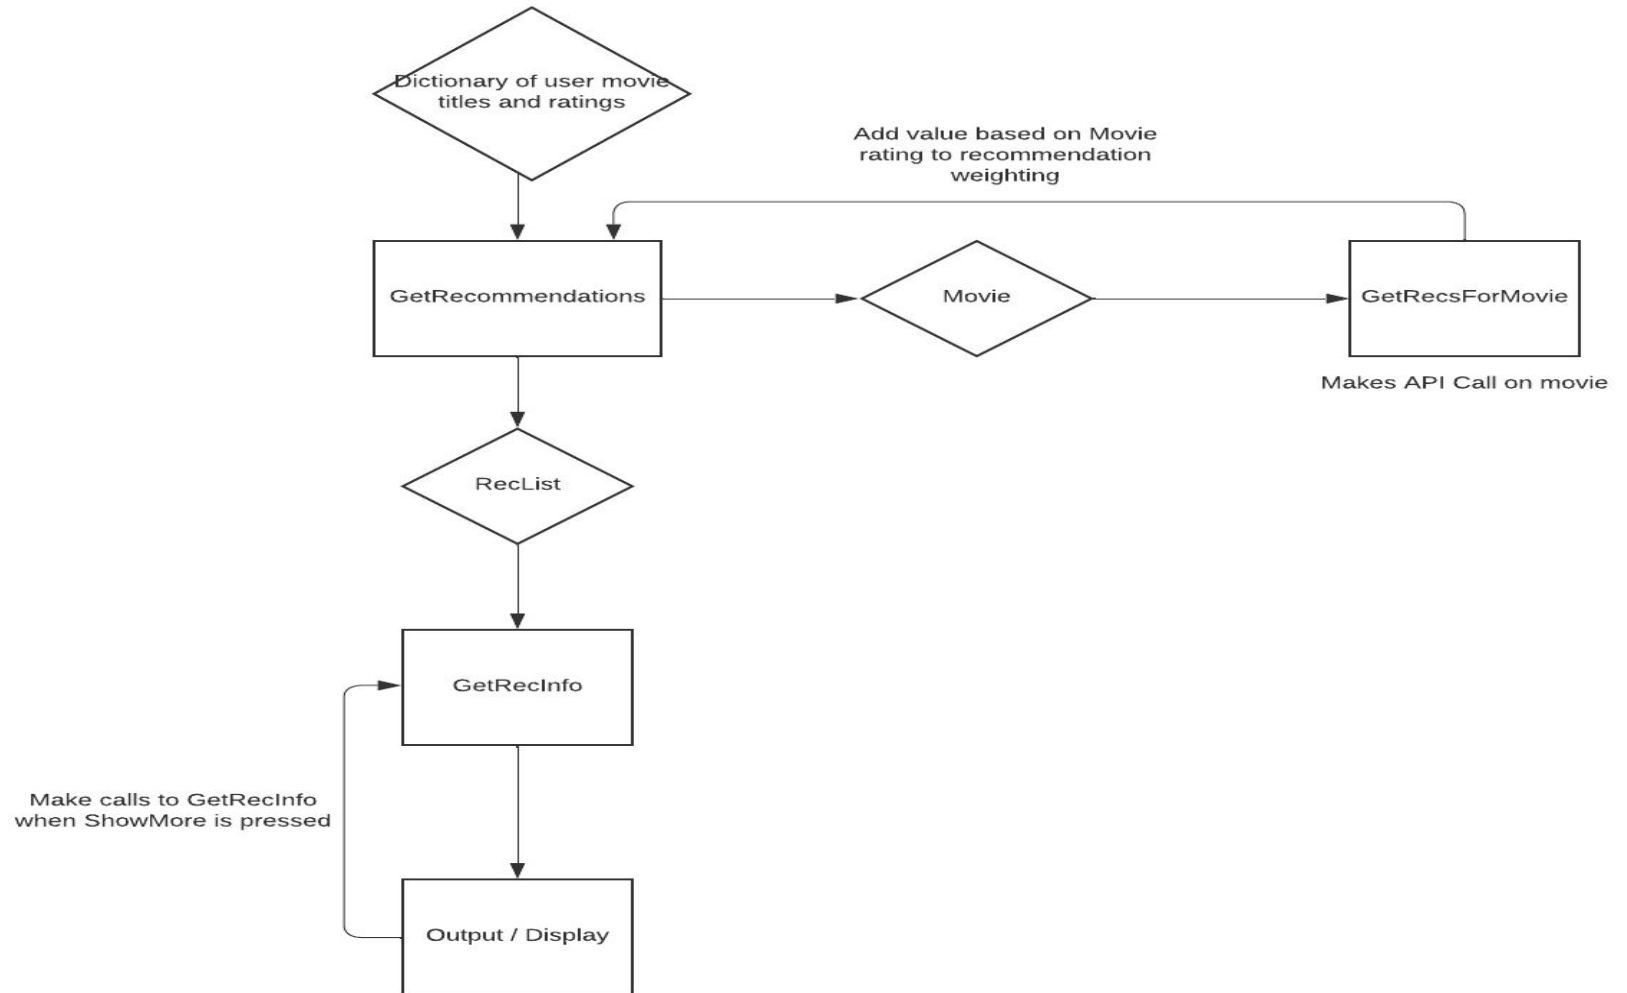 Dictionary of user movie
titles and ratings
Add value based on Movie
rating to recommendation
weighting
GetRecommendations
Movie
GetRecsForMovie
Makes API Call on movie
RecList
GetRecInfo
Make calls to GetRecInfo
when ShowMore is pressed
Output / Display